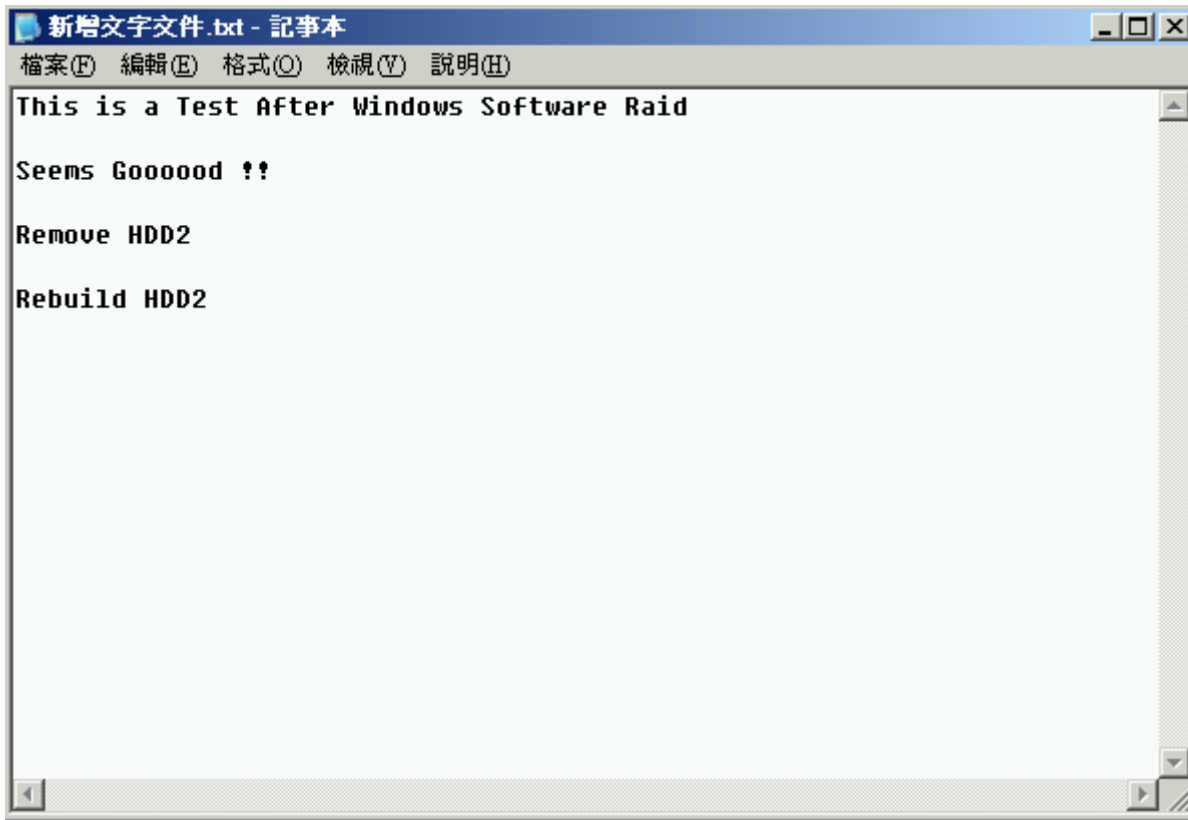 新增文字文件.txt - 記事本
檔案(F) 編輯(E) 格式(O) 檢視(V) 說明(H)
This is a Test After Windows Software Raid
Seems Goooood !!
Remove HDD2
Rebuild HDD2